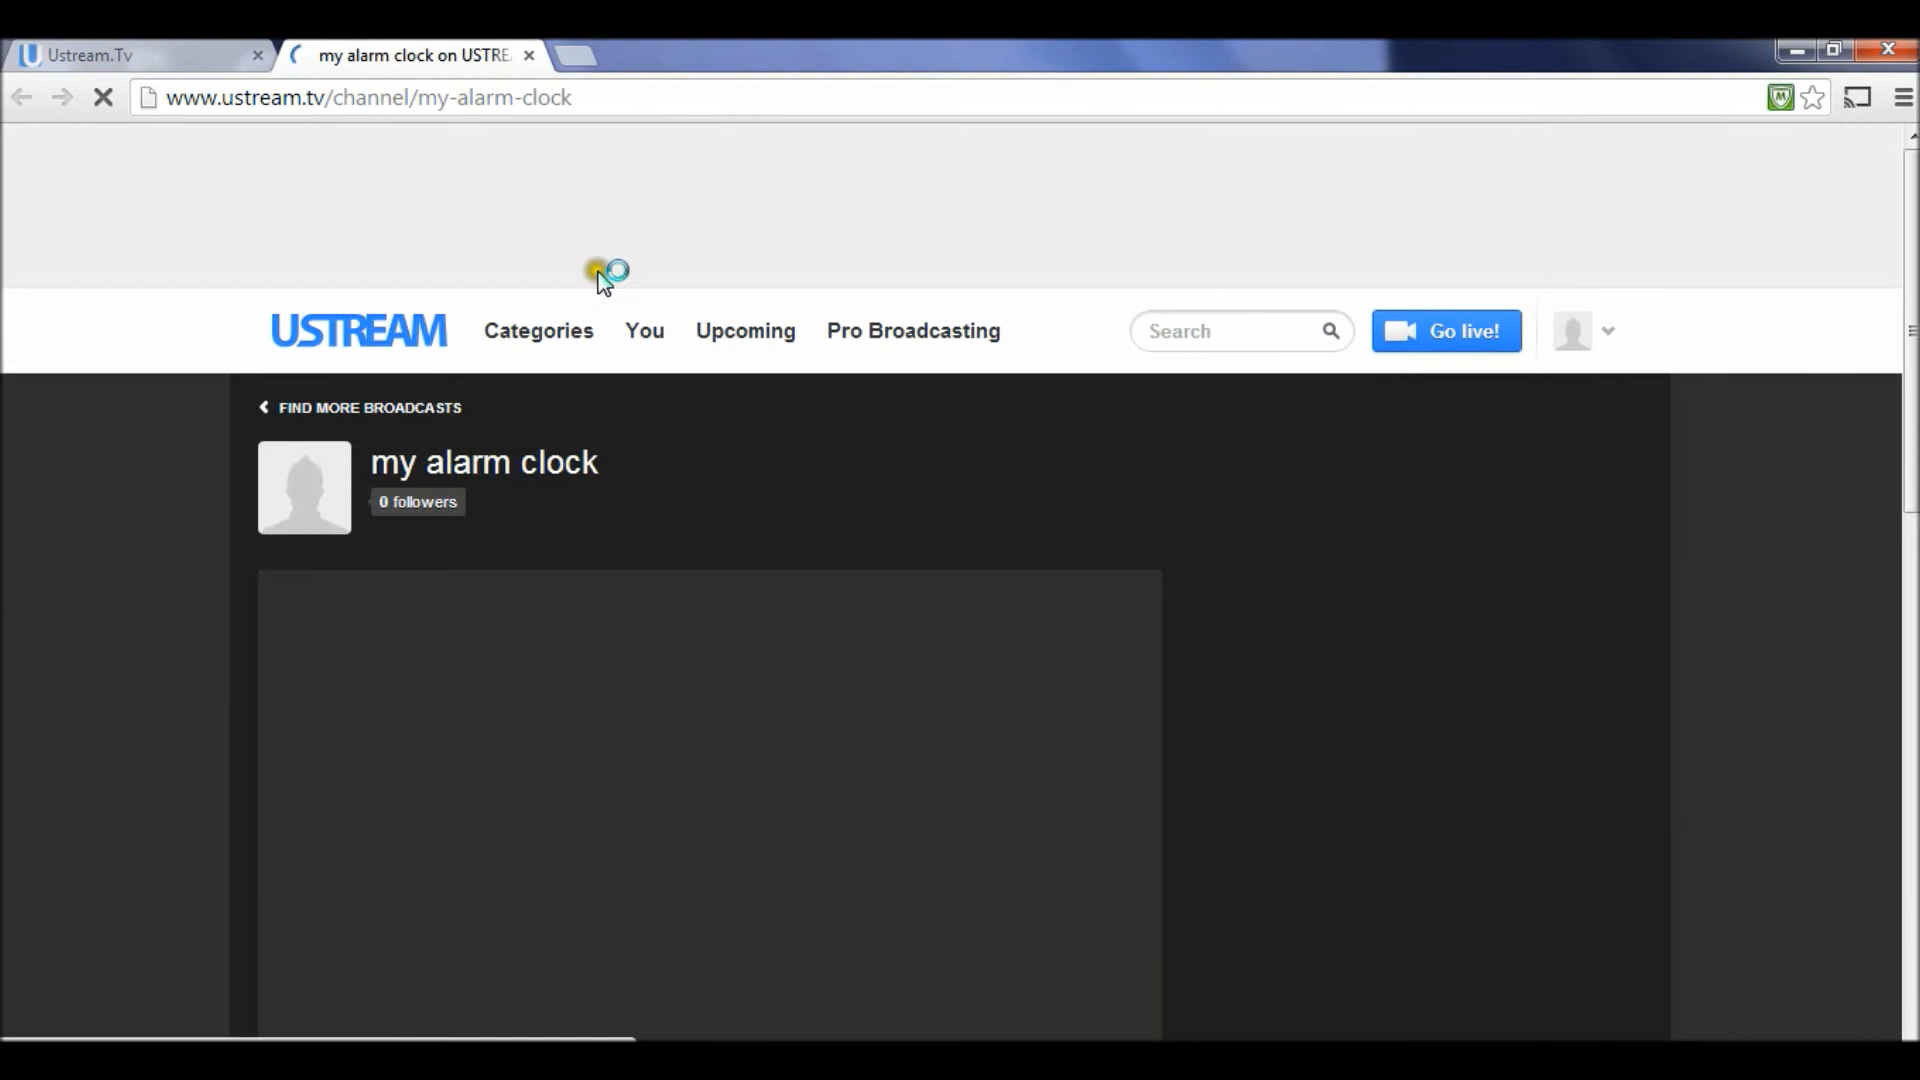 Ustream.Tv
my alarm clock on USTRE
www.ustream.tv/channel/my-alarm-clock
USTREAM
Categories
You
Upcoming
Pro Broadcasting
Search
Go live!
FIND MORE BROADCASTS
my alarm clock
0 followers